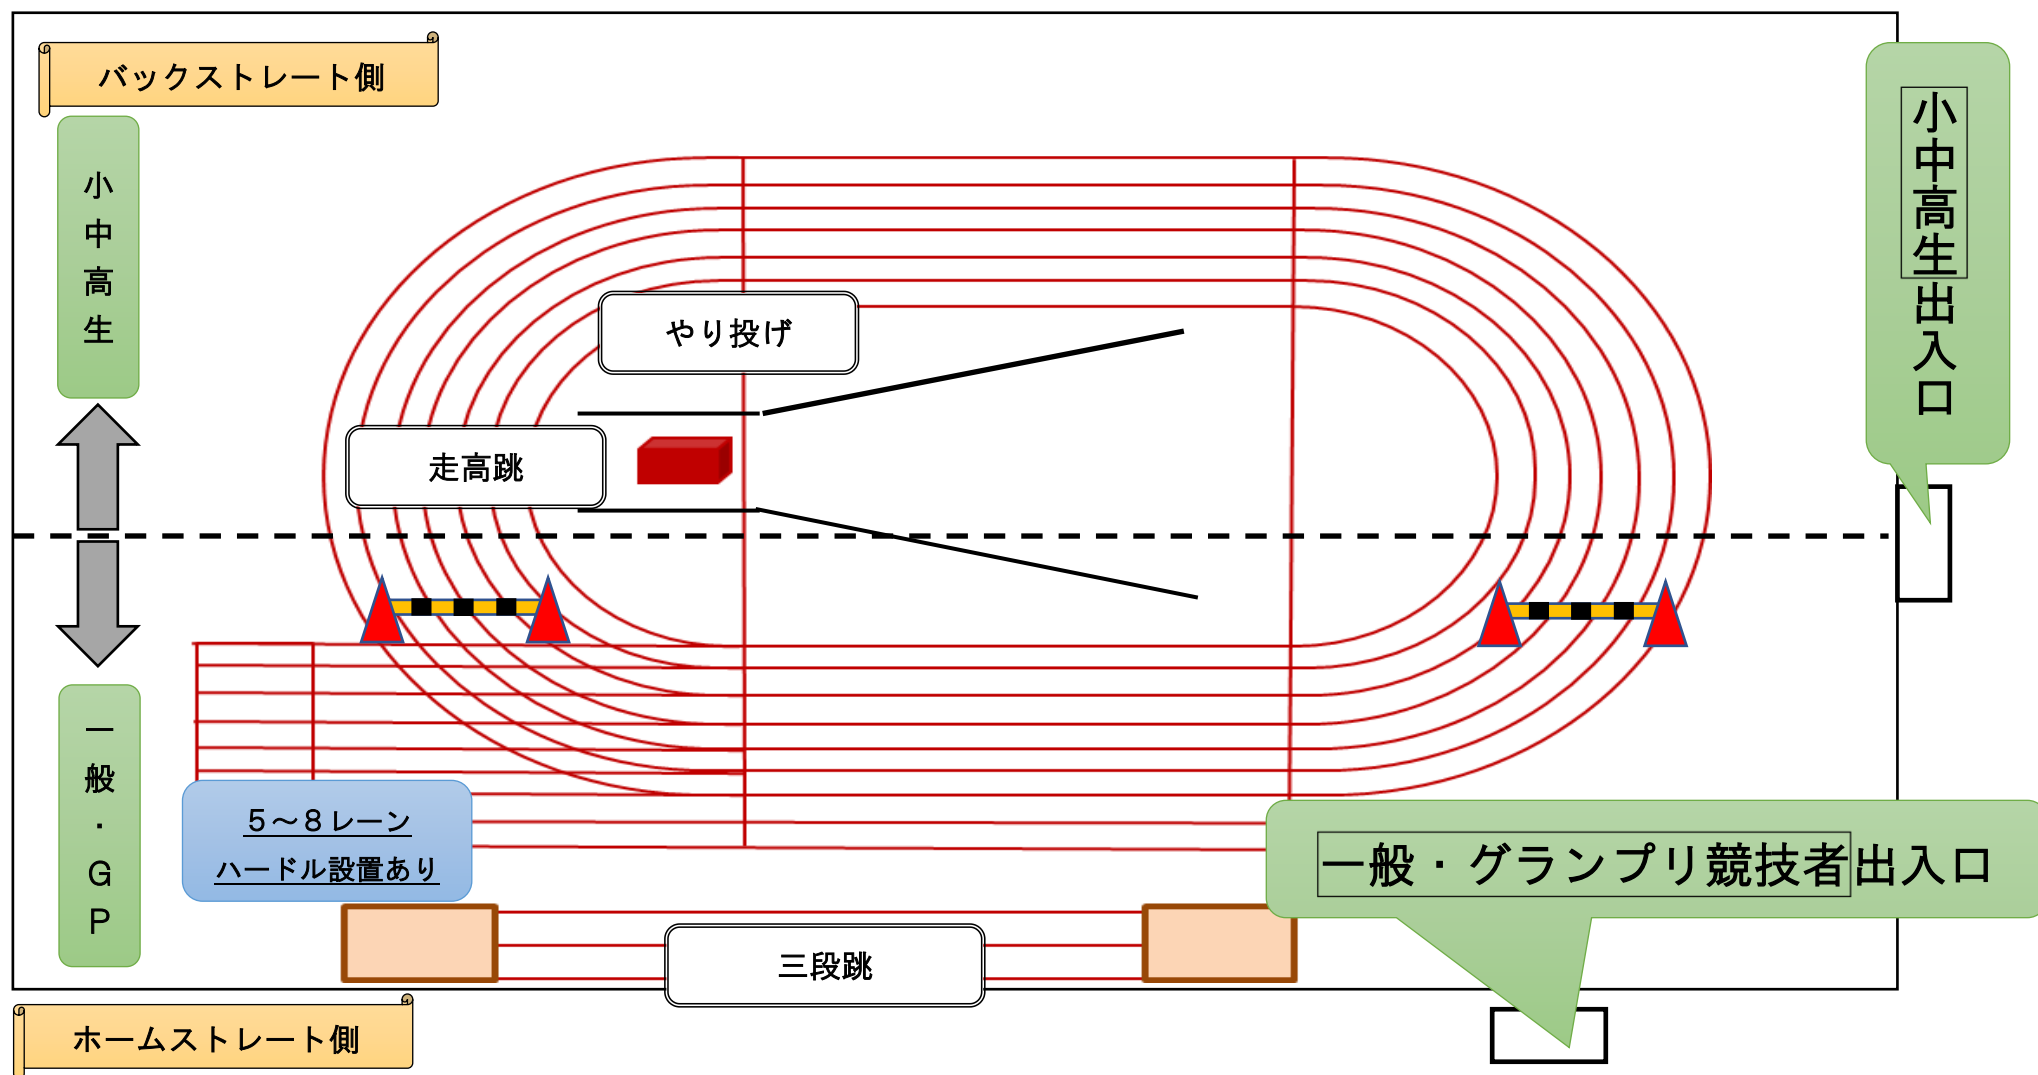 バックストレート側
小中高生
小中高生出入口
やり投げ
走高跳
一般・ＧＰ
５～８レーン
ハードル設置あり
一般・グランプリ競技者出入口
三段跳
ホームストレート側